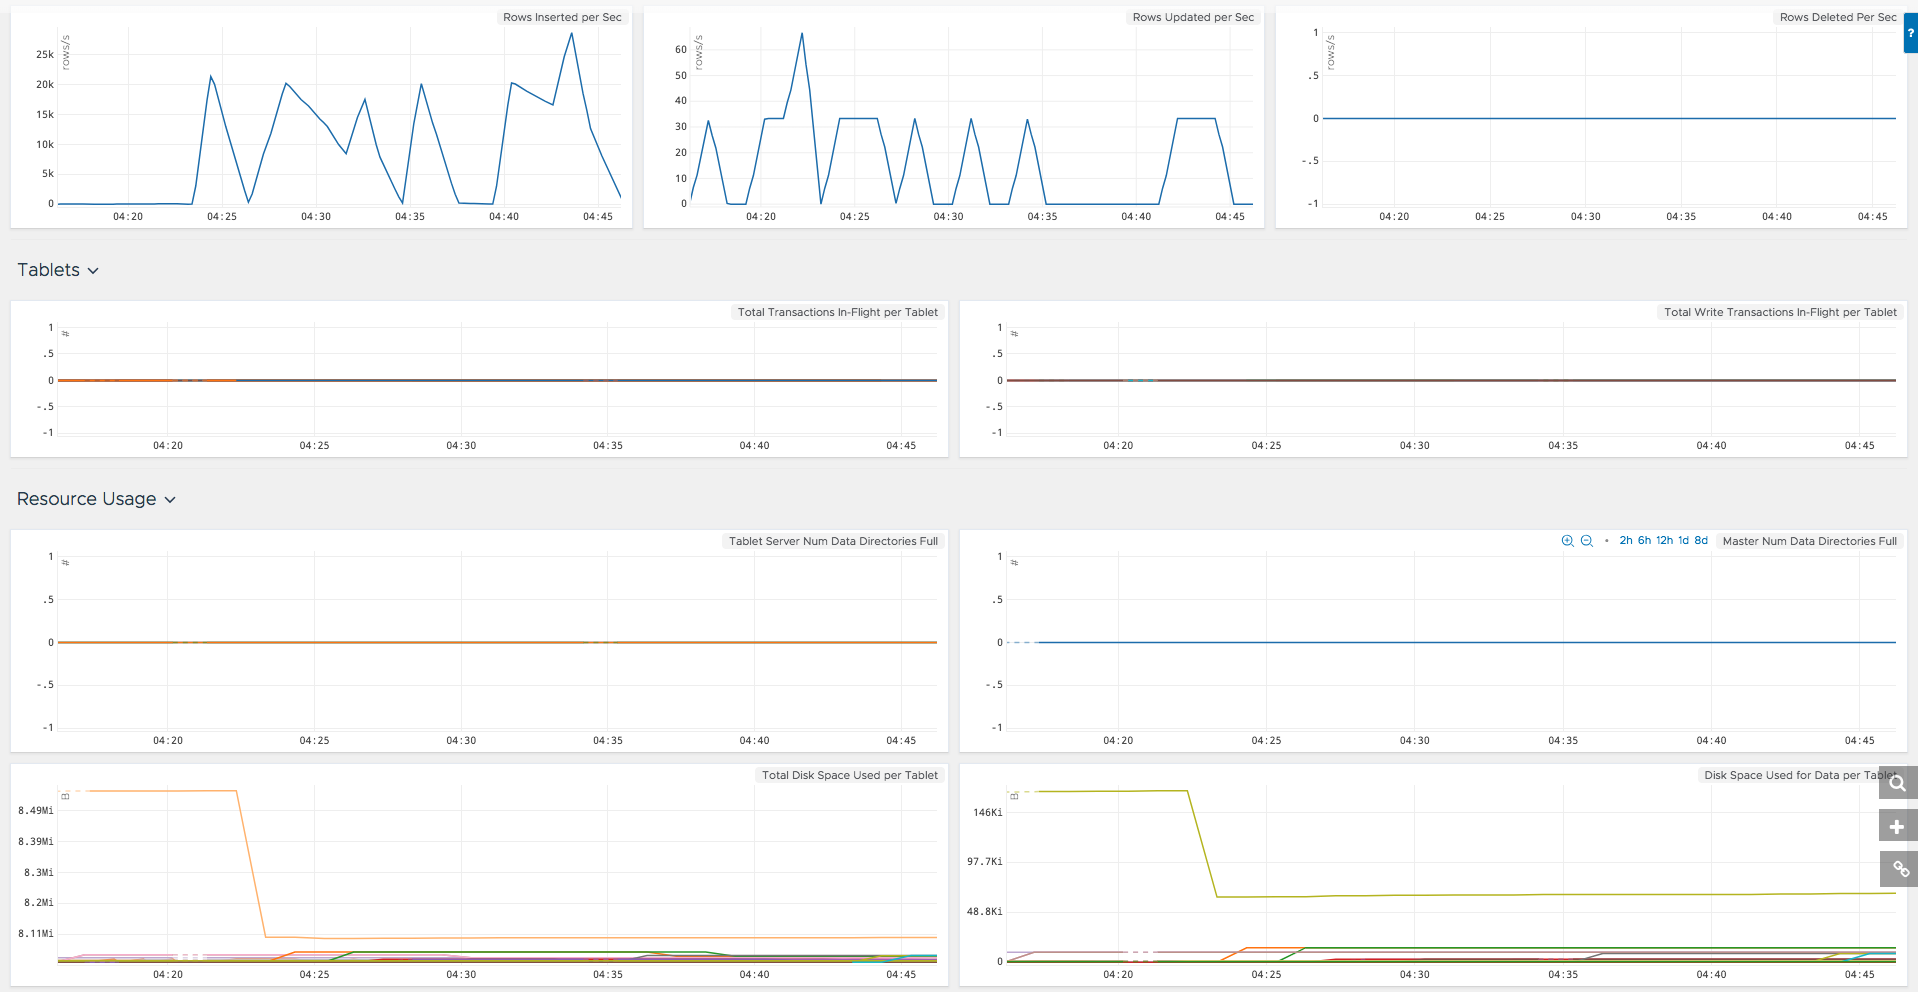 Rows Inserted per Sec
rows/s
25k
20k
15k
10k
5k
0
04:20 04:25 04:30 04:35 04:40 04:45
Rows Updated per Sec
rows/s
60
50
40
30
20
10
0
04:20 04:25 04:30 04:35 04:40 04:45
Rows Deleted Per Sec
?
rows/s
1
.5
0
-.5
-1
04:20 04:25 04:30 04:35 04:40 04:45
Tablets
Total Transactions In-Flight per Tablet
#
1
.5
0
-.5
-1
04:20 04:25 04:30 04:35 04:40 04:45
Total Write Transactions In-Flight per Tablet
#
1
.5
0
-.5
-1
04:20 04:25 04:30 04:35 04:40 04:45
Resource Usage
Tablet Server Num Data Directories Full
#
1
.5
0
-.5
-1
04:20 04:25 04:30 04:35 04:40 04:45
2h 6h 12h 1d 8d Master Num Data Directories Full
#
1
.5
0
-.5
-1
04:20 04:25 04:30 04:35 04:40 04:45
Total Disk Space Used per Tablet
B
8.49Mi
8.39Mi
8.3Mi
8.2Mi
8.11Mi
04:20 04:25 04:30 04:35 04:40 04:45
Disk Space Used for Data per Tablet
B
146Ki
97.7Ki
48.8Ki
0
04:20 04:25 04:30 04:35 04:40 04:45